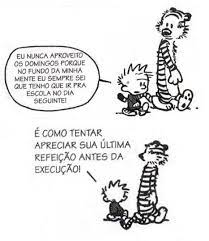 EU NUNCA APROVEITO
OS DOMINGOS PORQUE
NO FUNDO DA MINHA
MENTE EU SEMPRE SEI
QUE TENHO QUE IR PRA
ESCOLA NO DIA
SEGUINTE!
É COMO TENTAR
APRECIAR SUA ÚLTIMA
REFEIÇÃO ANTES DA
EXECUÇÃO!